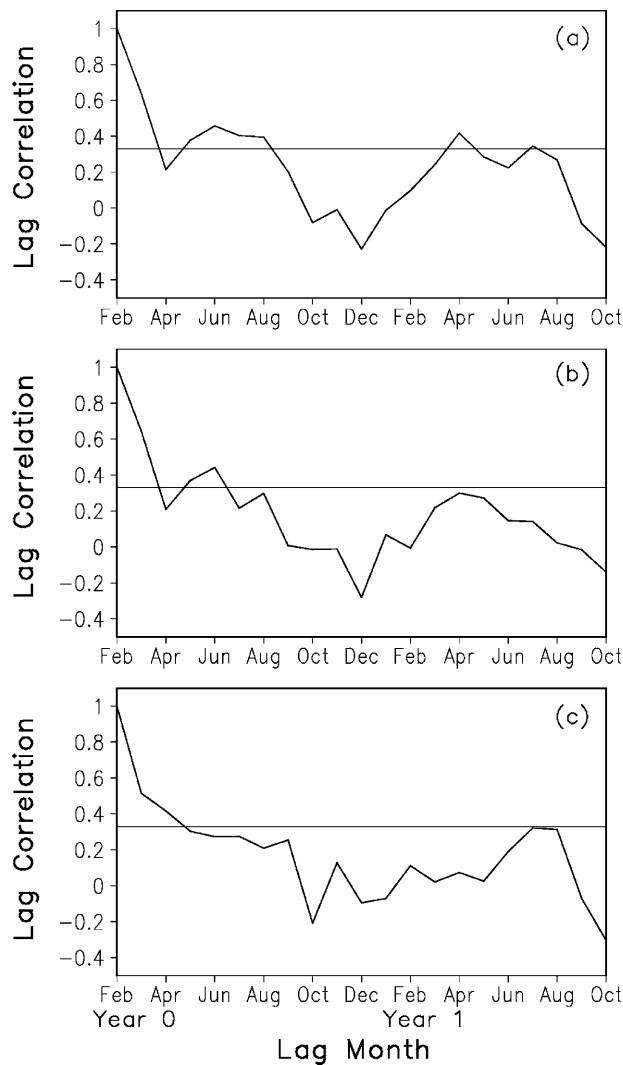 (a)
1
0.8
0.6
0.4
0.2
0
−0.2
−0.4
Lag Correlation
Feb Apr Jun Aug Oct Dec Feb Apr Jun Aug Oct
(b)
1
0.8
0.6
0.4
0.2
0
−0.2
−0.4
Lag Correlation
Feb Apr Jun Aug Oct Dec Feb Apr Jun Aug Oct
(c)
1
0.8
0.6
0.4
0.2
0
−0.2
−0.4
Lag Correlation
Feb Apr Jun Aug Oct Dec Feb Apr Jun Aug Oct
Year 0 Year 1
Lag Month